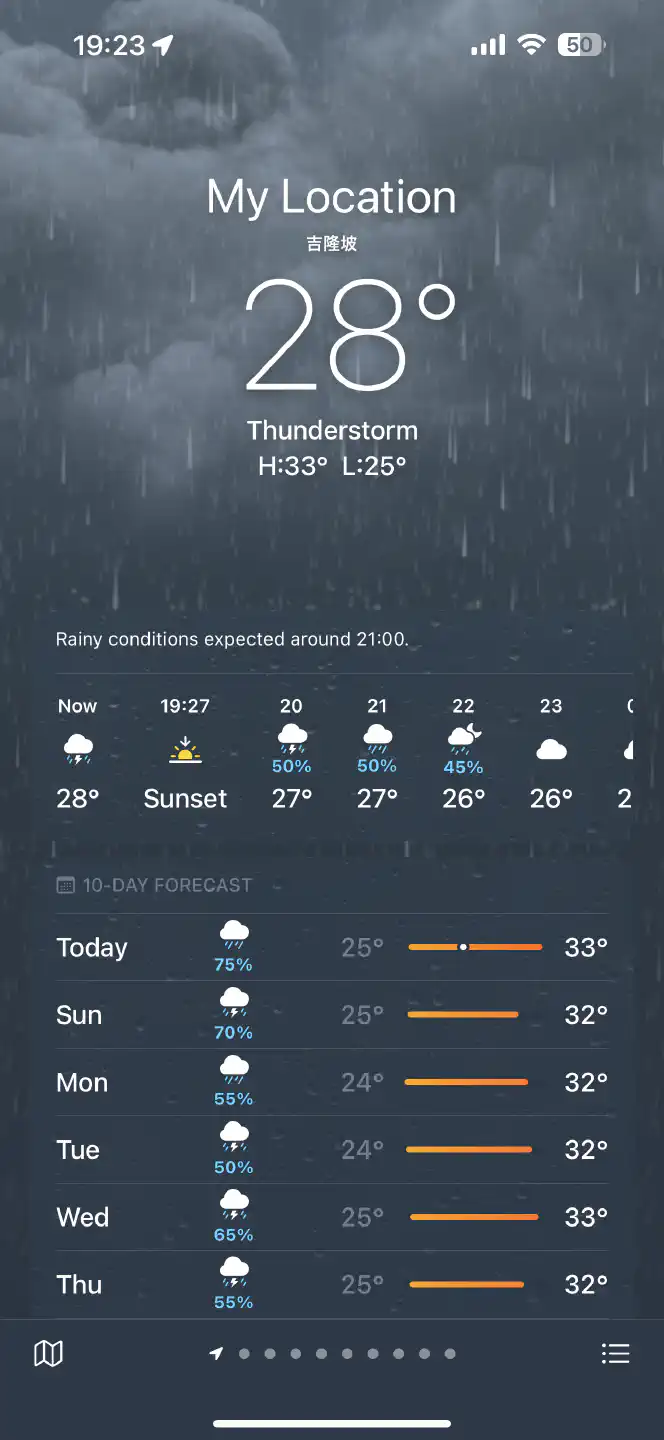 19:23
50
My Location
吉隆坡
28°
Thunderstorm
H:33° L:25°
Rainy conditions expected around 21:00.
Now 19:27 20 21 22 23
50% 50% 45%
28° Sunset 27° 27° 26° 26°
10-DAY FORECAST
Today 75% 25° 33°
Sun 70% 25° 32°
Mon 55% 24° 32°
Tue 50% 24° 32°
Wed 65% 25° 33°
Thu 55% 25° 32°